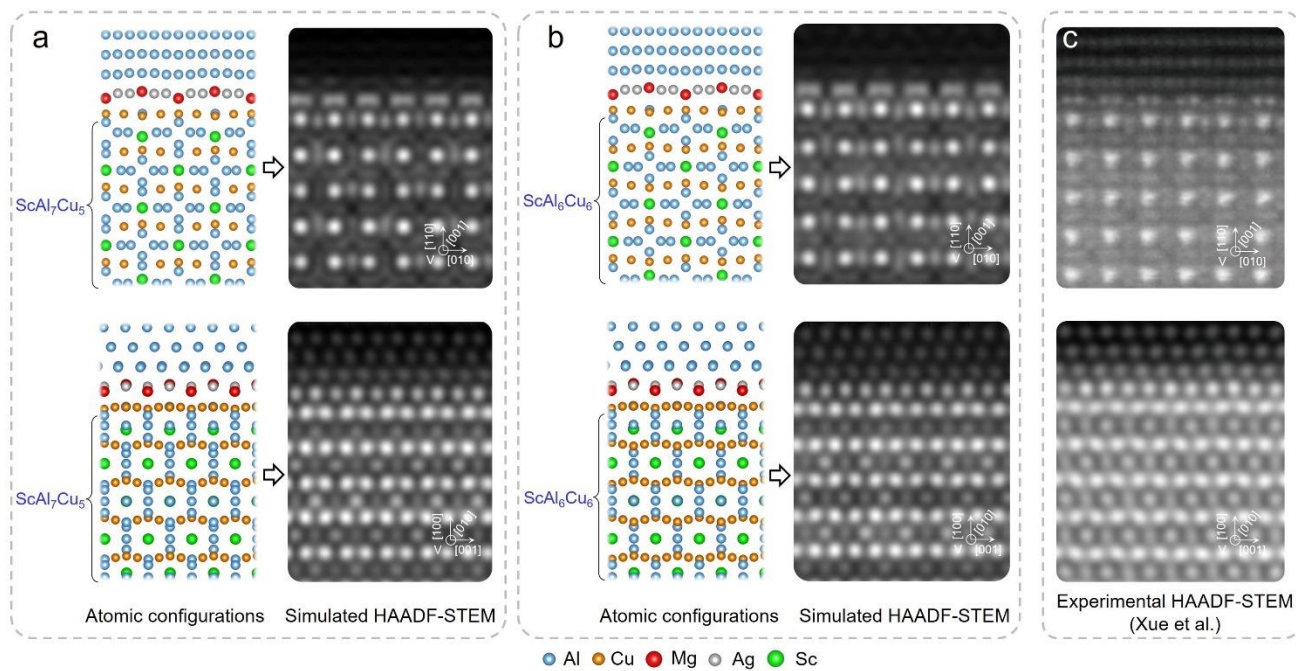 a
b
c
ScAl₇Cu₅
[110]
[001]
V
[010]
ScAl₆Cu₆
[110]
[001]
V
[010]
[110]
[001]
V
[010]
ScAl₇Cu₅
[100]
[010]
V
[001]
ScAl₆Cu₆
[100]
[010]
V
[001]
[100]
[010]
V
[001]
Atomic configurations
Simulated HAADF-STEM
Atomic configurations
Simulated HAADF-STEM
Experimental HAADF-STEM
(Xue et al.)
Al Cu Mg Ag Sc